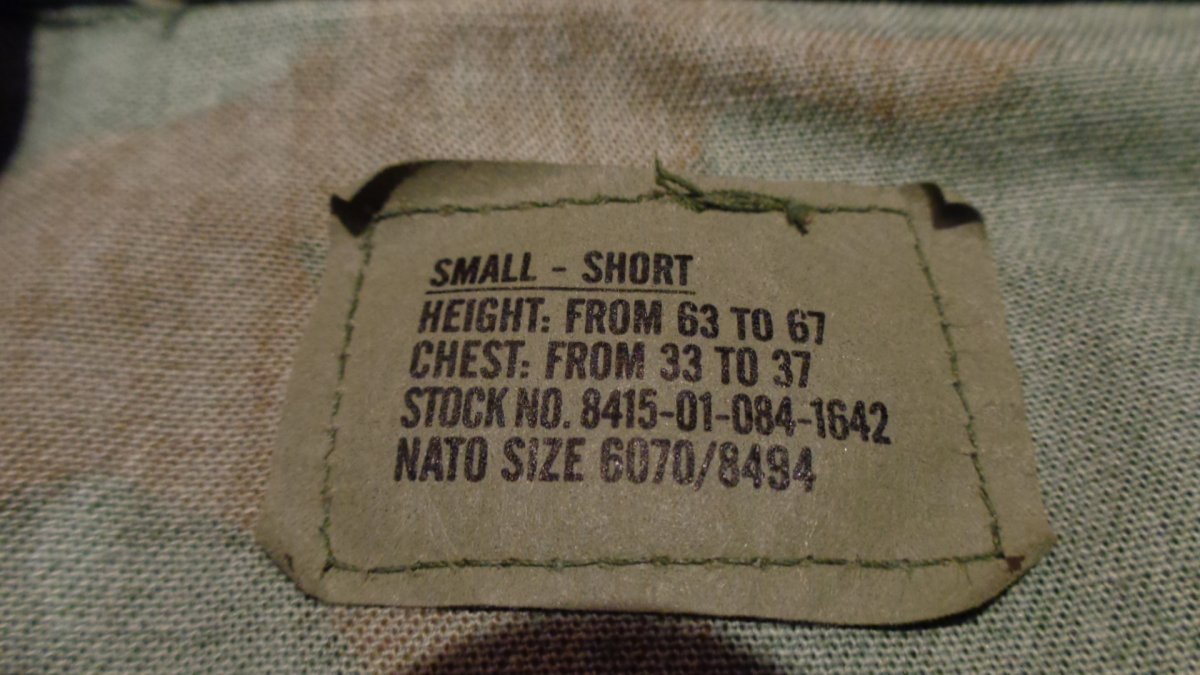 SMALL - SHORT
HEIGHT: FROM 63 TO 67
CHEST: FROM 33 TO 37
STOCK NO. 8415-01-084-1642
NATO SIZE 6070/8494